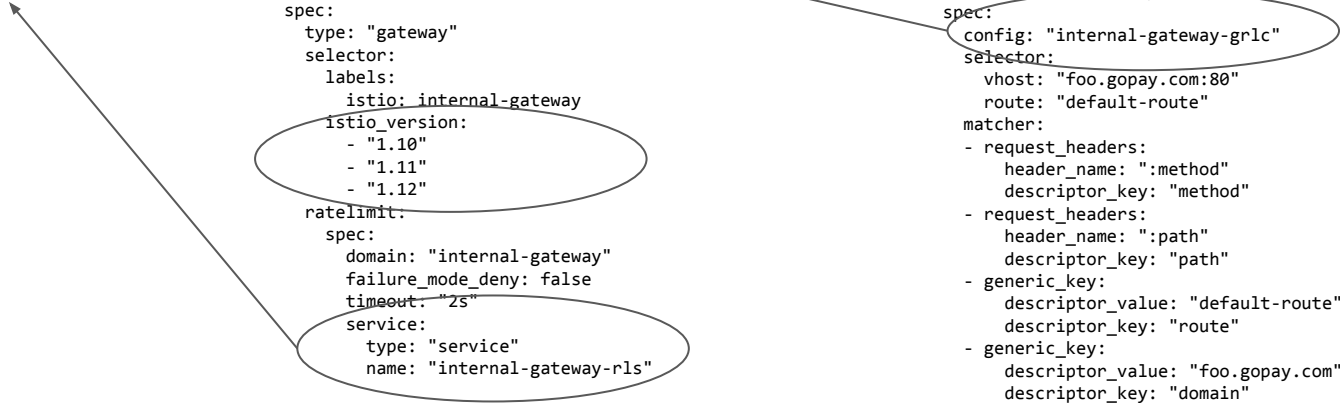 spec:
  type: "gateway"
  selector:
    labels:
      istio: internal-gateway
    istio_version:
      - "1.10"
      - "1.11"
      - "1.12"
  ratelimit:
    spec:
      domain: "internal-gateway"
      failure_mode_deny: false
      timeout: "2s"
      service:
        type: "service"
        name: "internal-gateway-rls"
spec:
  config: "internal-gateway-grlc"
  selector:
    vhost: "foo.gopay.com:80"
    route: "default-route"
  matcher:
  - request_headers:
      header_name: ":method"
      descriptor_key: "method"
  - request_headers:
      header_name: ":path"
      descriptor_key: "path"
  - generic_key:
      descriptor_value: "default-route"
      descriptor_key: "route"
  - generic_key:
      descriptor_value: "foo.gopay.com"
      descriptor_key: "domain"